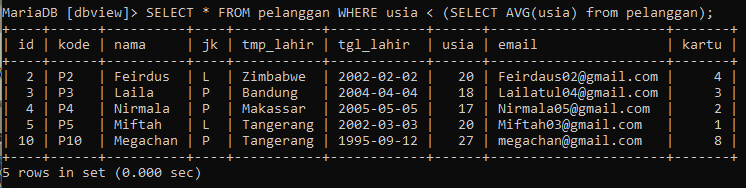 MariaDB [dbview]> SELECT * FROM pelanggan WHERE usia < (SELECT AVG(usia) from pelanggan);
+----+------+----------+----+-----------+------------+------+-----------------------+-------+
| id | kode | nama     | jk | tmp_lahir | tgl_lahir  | usia | email                 | kartu |
+----+------+----------+----+-----------+------------+------+-----------------------+-------+
|  2 | P2   | Feirdus  | L  | Zimbabwe  | 2002-02-02 |   20 | Feirdaus02@gmail.com  |     4 |
|  3 | P3   | Laila    | P  | Bandung   | 2004-04-04 |   18 | Lailatul04@gmail.com  |     3 |
|  4 | P4   | Nirmala  | P  | Makassar  | 2005-05-05 |   17 | Nirmala05@gmail.com   |     2 |
|  5 | P5   | Miftah   | L  | Tangerang | 2002-03-03 |   20 | Miftah03@gmail.com    |     1 |
| 10 | P10  | Megachan | P  | Tangerang | 1995-09-12 |   27 | megachan@gmail.com    |     8 |
+----+------+----------+----+-----------+------------+------+-----------------------+-------+
5 rows in set (0.000 sec)